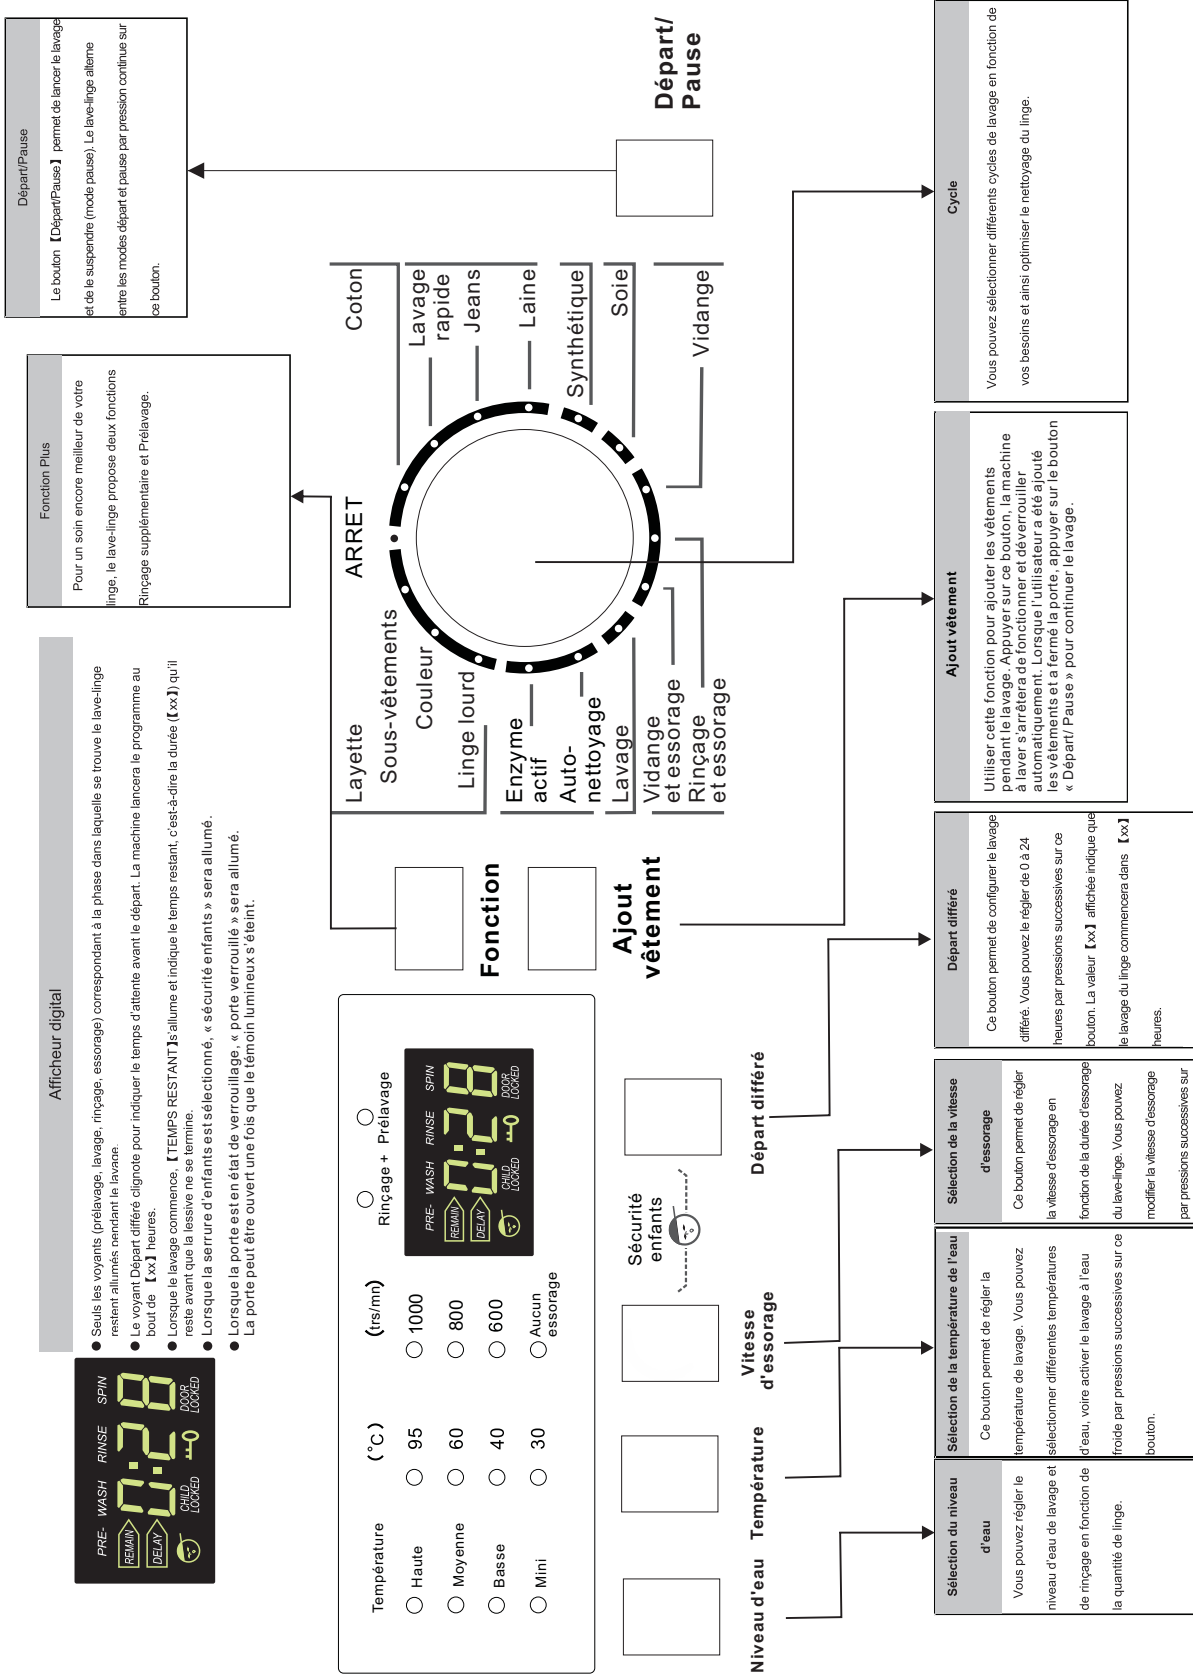 Afficheur digital
● Seuls les voyants (prélavage, lavage, rinçage, essorage) correspondant à la phase dans laquelle se trouve le lave-linge
restent allumés pendant le lavage.
● Le voyant Départ différé clignote pour indiquer le temps d'attente avant le départ. La machine lancera le programme au
bout de 【xx】 heures.
● Lorsque le lavage commence,【TEMPS RESTANT】s'allume et indique le temps restant, c'est-à-dire la durée (【xx】) qu'il
reste avant que la lessive ne se termine.
● Lorsque la serrure d'enfants est sélectionné, « sécurité enfants » sera allumé.
● Lorsque la porte est en état de verrouillage, « porte verrouillé » sera allumé.
La porte peut être ouvert une fois que le témoin lumineux s'éteint.
PRE- WASH RINSE SPIN
REMAIN
DELAY
0:28
CHILD
LOCKED
DOOR
LOCKED
Fonction Plus
Pour un soin encore meilleur de votre
linge, le lave-linge propose deux fonctions
Rinçage supplémentaire et Prélavage.
Départ/Pause
Le bouton 【Départ/Pause】 permet de lancer le lavage
et de le suspendre (mode pause). Le lave-linge alterne
entre les modes départ et pause par pression continue sur
ce bouton.
Température
(°C)
(trs/mn)
Rinçage + Prélavage
Haute
95
1000
Moyenne
60
800
Basse
40
600
Mini
30
Aucun
essorage
PRE- WASH RINSE SPIN
REMAIN
DELAY
0:28
CHILD
LOCKED
DOOR
LOCKED
Fonction
Ajout
vêtement
ARRET
Layette
Sous-vêtements
Couleur
Linge lourd
Enzyme
actif
Auto-
nettoyage
Lavage
Vidange
et essorage
Rinçage
et essorage
Coton
Lavage
rapide
Jeans
Laine
Synthétique
Soie
Vidange
Départ/
Pause
Niveau d'eau
Température
Vitesse
d'essorage
Sécurité
enfants
Départ différé
Sélection du niveau
d'eau
Vous pouvez régler le
niveau d'eau de lavage et
de rinçage en fonction de
la quantité de linge.
Sélection de la température de l'eau
Ce bouton permet de régler la
température de lavage. Vous pouvez
sélectionner différentes températures
d'eau, voire activer le lavage à l'eau
froide par pressions successives sur ce
bouton.
Sélection de la vitesse
d'essorage
Ce bouton permet de régler
la vitesse d'essorage en
fonction de la durée d'essorage
du lave-linge. Vous pouvez
modifier la vitesse d'essorage
par pressions successives sur
Départ différé
Ce bouton permet de configurer le lavage
différé. Vous pouvez le régler de 0 à 24
heures par pressions successives sur ce
bouton. La valeur 【xx】 affichée indique que
le lavage du linge commencera dans 【xx】
heures.
Ajout vêtement
Utiliser cette fonction pour ajouter les vêtements
pendant le lavage. Appuyer sur ce bouton, la machine
à laver s'arrêtera de fonctionner et déverrouiller
automatiquement. Lorsque l'utilisateur a été ajouté
les vêtements et a fermé la porte, appuyer sur le bouton
« Départ/ Pause » pour continuer le lavage.
Cycle
Vous pouvez sélectionner différents cycles de lavage en fonction de
vos besoins et ainsi optimiser le nettoyage du linge.